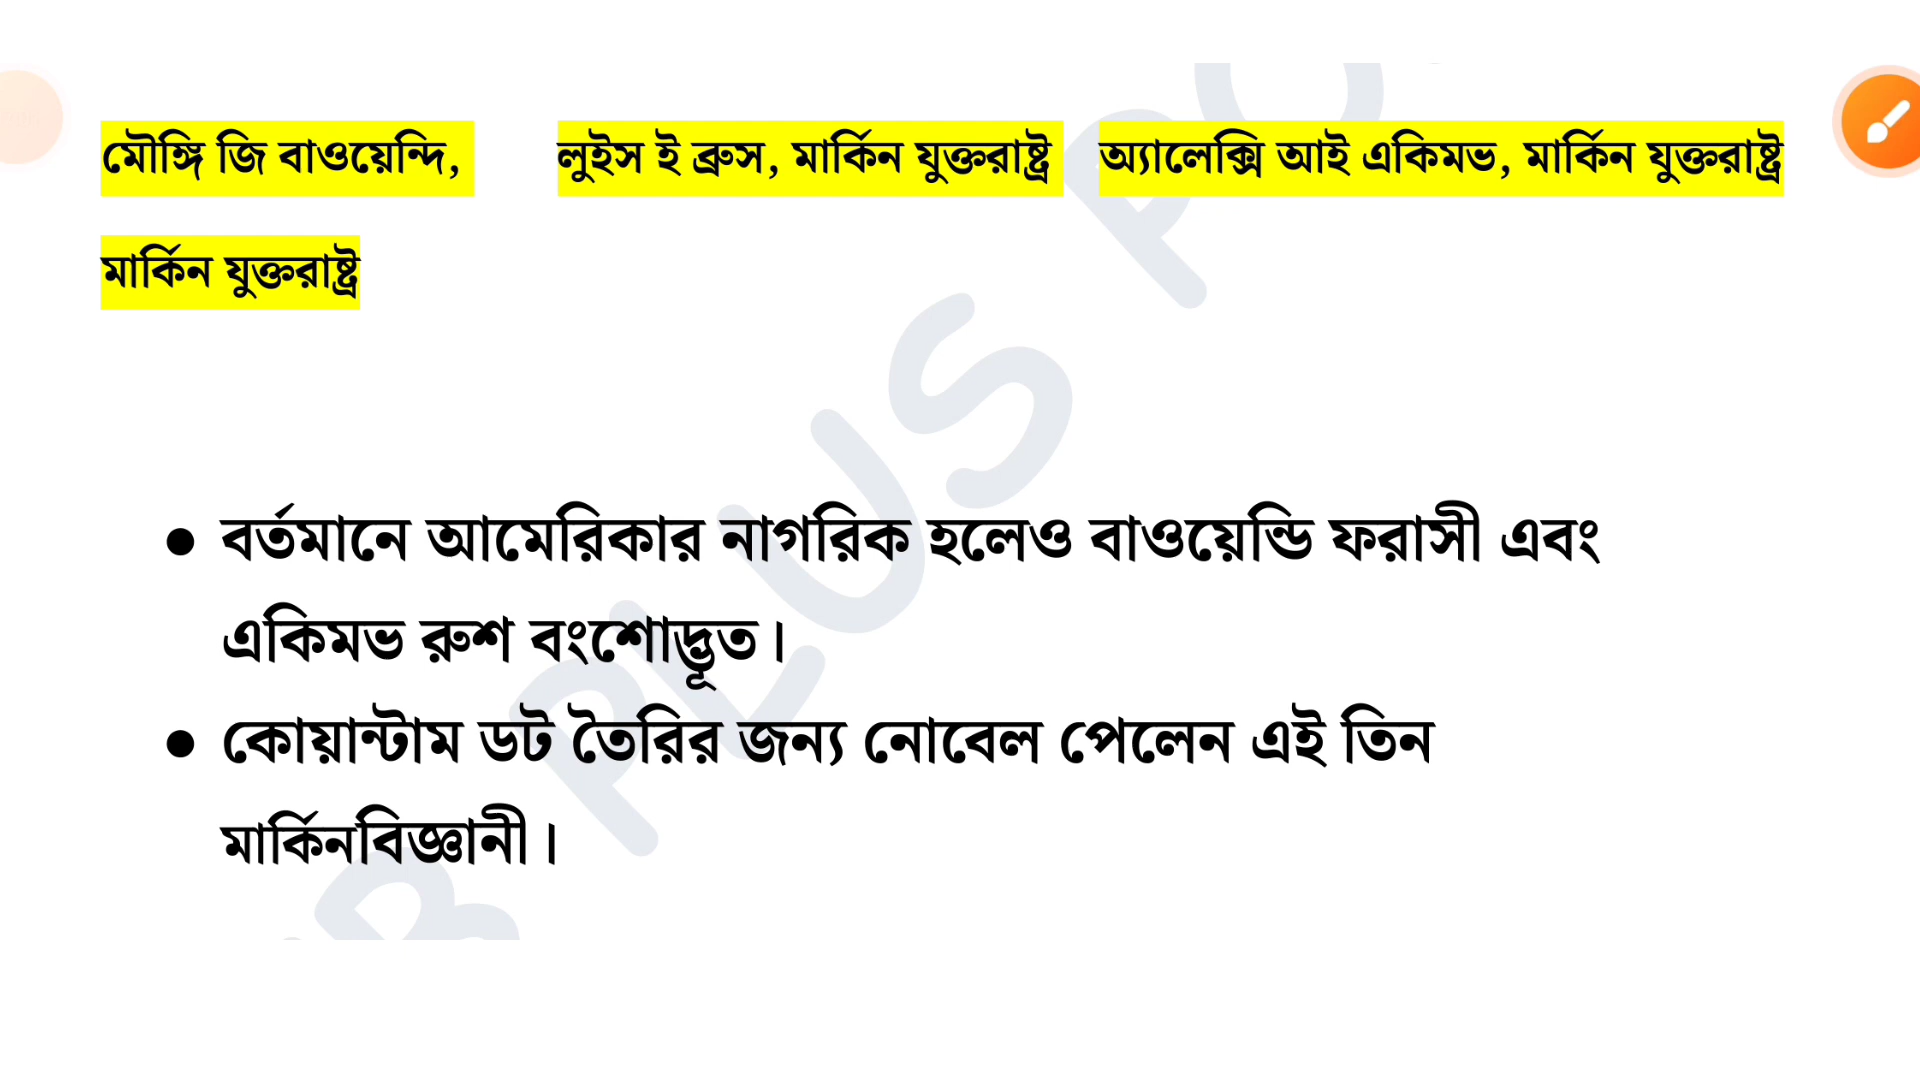 মৌঙ্গি জি বাওয়েন্দি, লুইস ই ব্রুস, মার্কিন যুক্তরাষ্ট্র অ্যালেক্সি আই একিমভ, মার্কিন যুক্তরাষ্ট্র
মার্কিন যুক্তরাষ্ট্র
● বর্তমানে আমেরিকার নাগরিক হলেও বাওয়েন্ডি ফরাসী এবং
একিমভ রুশ বংশোদ্ভূত।
● কোয়ান্টাম ডট তৈরির জন্য নোবেল পেলেন এই তিন
মার্কিনবিজ্ঞানী।
PLUS